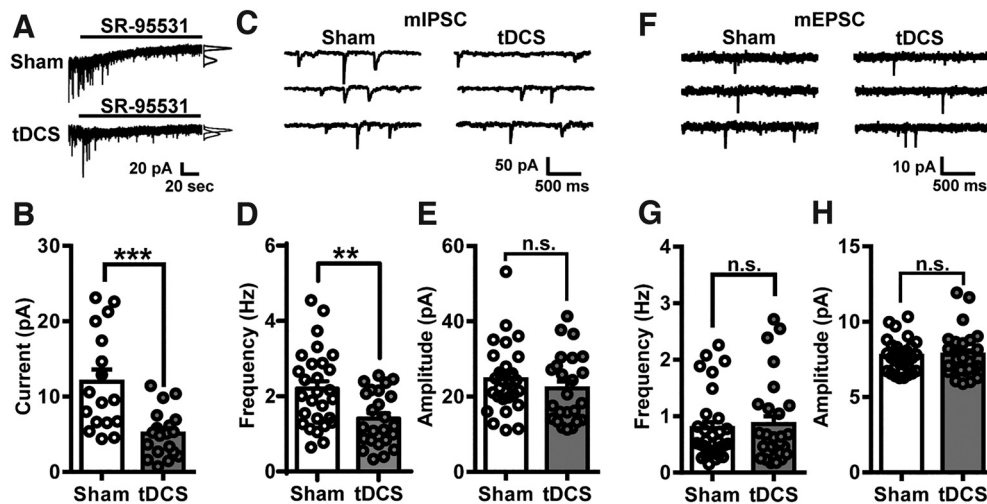 A
SR-95531
Sham
SR-95531
tDCS
20 pA
20 sec
C
mIPSC
Sham
tDCS
50 pA
500 ms
F
mEPSC
Sham
tDCS
10 pA
500 ms
B
Current (pA)
30
20
10
0
***
Sham
tDCS
D
Frequency (Hz)
6
4
2
0
**
Sham
tDCS
E
Amplitude (pA)
60
40
20
0
n.s.
Sham
tDCS
G
Frequency (Hz)
4
3
2
1
0
n.s.
Sham
tDCS
H
Amplitude (pA)
15
10
5
0
n.s.
Sham
tDCS